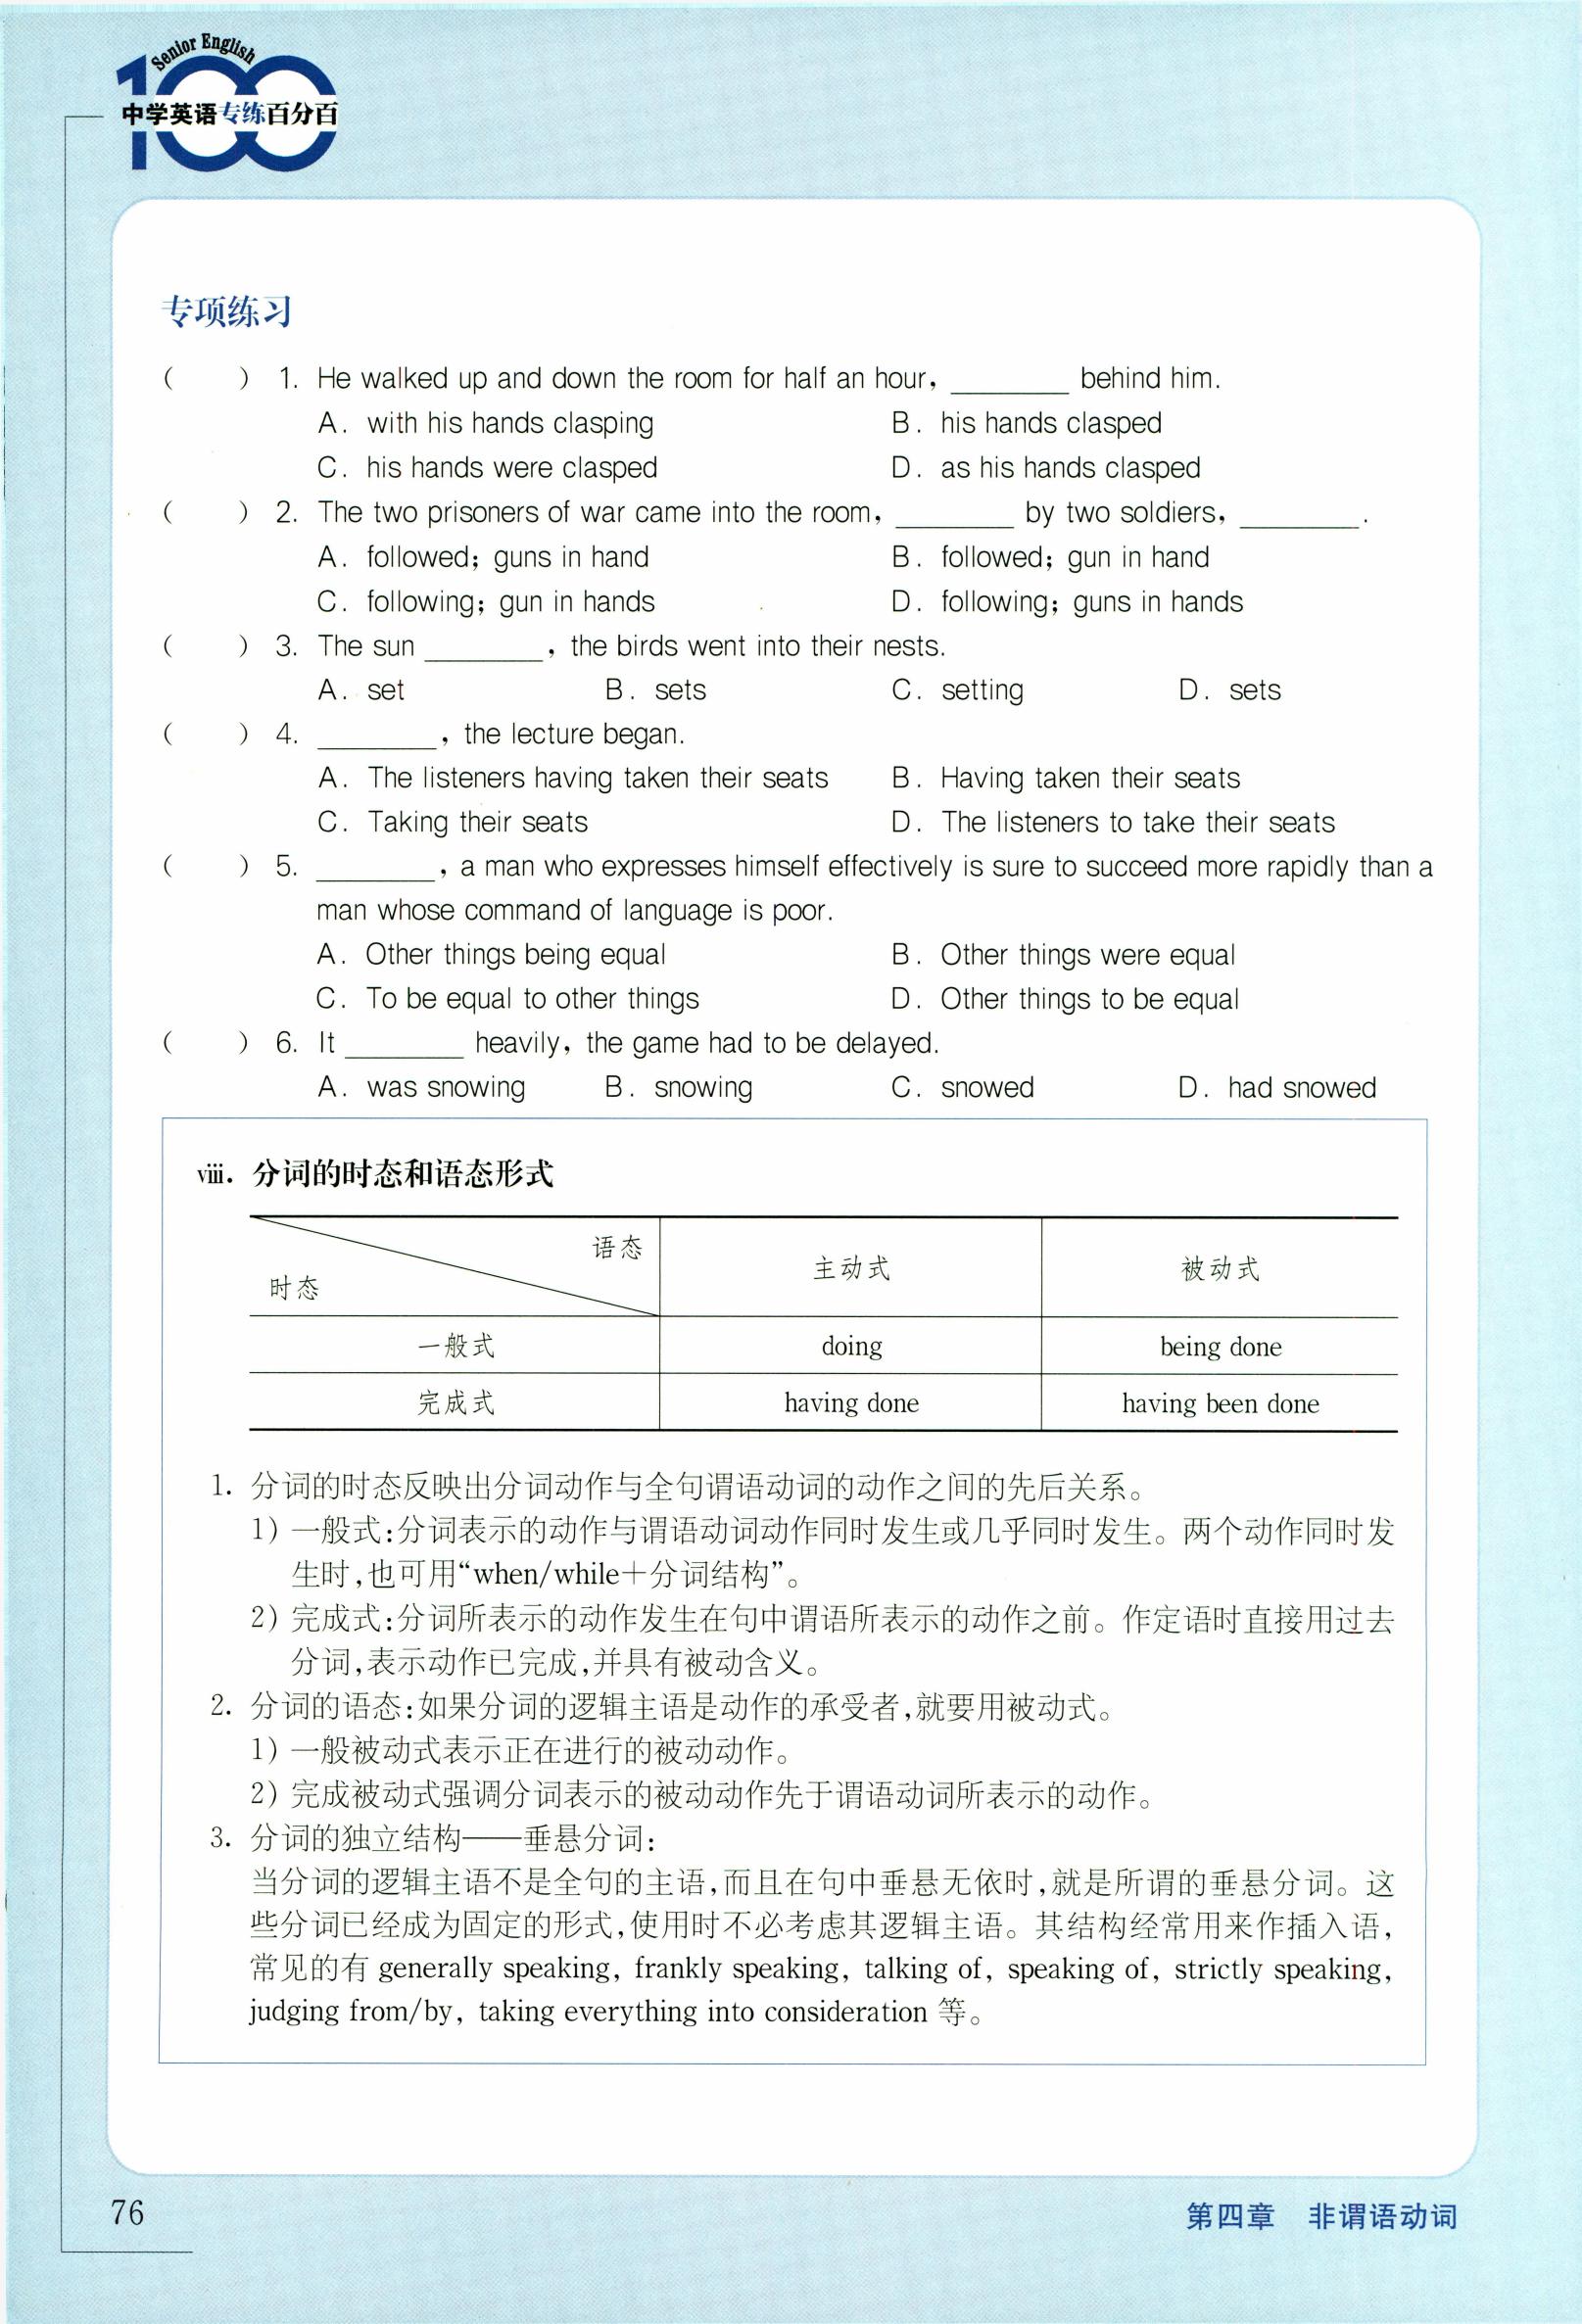 Senior English
100
中学英语专练百分百
专项练习
(  ) 1. He walked up and down the room for half an hour, ________ behind him.
A. with his hands clasping B. his hands clasped
C. his hands were clasped D. as his hands clasped
(  ) 2. The two prisoners of war came into the room, ________ by two soldiers, ________.
A. followed; guns in hand B. followed; gun in hand
C. following; gun in hands D. following; guns in hands
(  ) 3. The sun ________, the birds went into their nests.
A. set B. sets C. setting D. sets
(  ) 4. ________, the lecture began.
A. The listeners having taken their seats B. Having taken their seats
C. Taking their seats D. The listeners to take their seats
(  ) 5. ________, a man who expresses himself effectively is sure to succeed more rapidly than a
man whose command of language is poor.
A. Other things being equal B. Other things were equal
C. To be equal to other things D. Other things to be equal
(  ) 6. It ________ heavily, the game had to be delayed.
A. was snowing B. snowing C. snowed D. had snowed
ⅷ. 分词的时态和语态形式
语态
时态
主动式 被动式
一般式 doing being done
完成式 having done having been done
1. 分词的时态反映出分词动作与全句谓语动词的动作之间的先后关系。
1) 一般式:分词表示的动作与谓语动词动作同时发生或几乎同时发生。两个动作同时发
生时,也可用“when/while+分词结构”。
2) 完成式:分词所表示的动作发生在句中谓语所表示的动作之前。作定语时直接用过去
分词,表示动作已完成,并具有被动含义。
2. 分词的语态:如果分词的逻辑主语是动作的承受者,就要用被动式。
1) 一般被动式表示正在进行的被动动作。
2) 完成被动式强调分词表示的被动动作先于谓语动词所表示的动作。
3. 分词的独立结构——垂悬分词:
当分词的逻辑主语不是全句的主语,而且在句中垂悬无依时,就是所谓的垂悬分词。这
些分词已经成为固定的形式,使用时不必考虑其逻辑主语。其结构经常用来作插入语,
常见的有 generally speaking, frankly speaking, talking of, speaking of, strictly speaking,
judging from/by, taking everything into consideration 等。
76
第四章 非谓语动词